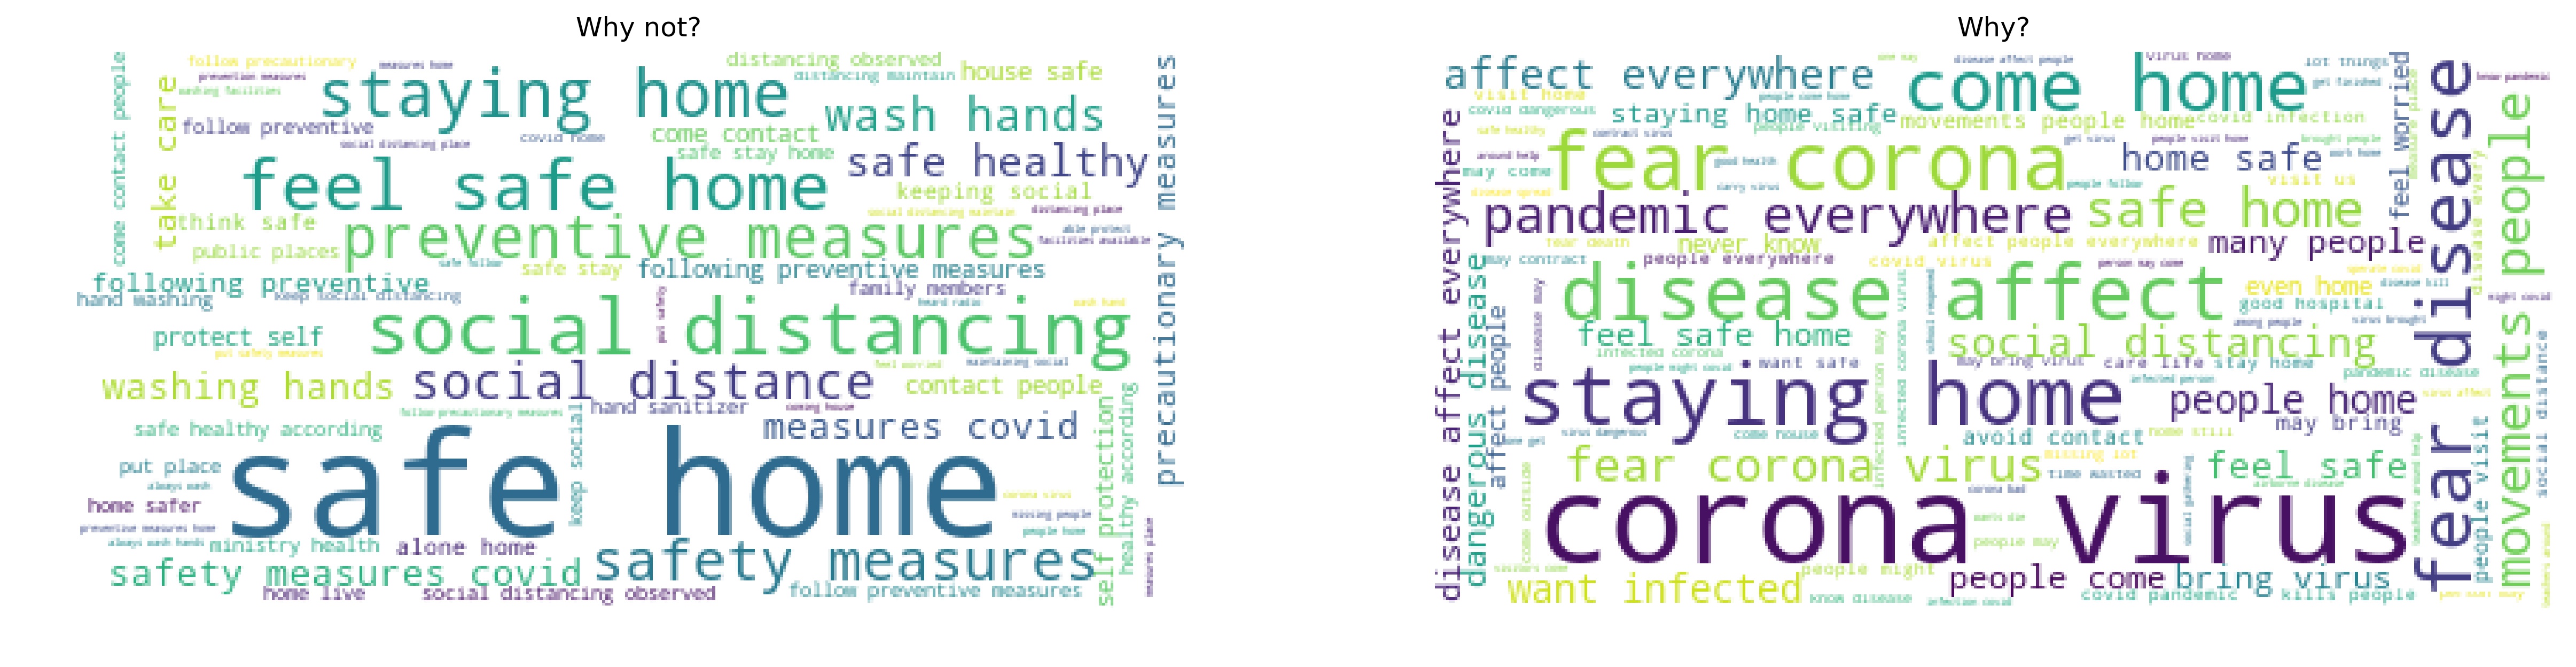 Why not?
follow precautionary
measures home
distancing observed
prevention measures
distancing maintain
house safe
washing facilities
staying home
wash hands
come contact people
take care
follow preventive
covid home
come contact
social distancing place
safe stay home
safe healthy
precautionary measures
feel safe home
keeping social
social distancing maintain
distancing place
think safe
preventive measures
able protect
facilities available
public places
safe follow
safe stay
following preventive measures
following preventive
family members
hand washing
keep social distancing
heard radio
wash hand
put safety
social distancing
protect self
put safety measures
feel worried
maintaining social
washing hands
social distance
contact people
follow precautionary measures
hand sanitizer
coming house
safe healthy according
measures covid
safe home
keep social
self protection
healthy according
put place
always wash
home safer
corona virus
missing people
preventive measures home
people home
always wash hands
ministry health
alone home
safety measures
safety measures covid
measures place
home live
social distancing observed
follow preventive measures
Why?
affect everywhere
disease affect people
virus home
lot things
come home
get finished
fear pandemic
visit home
people come home
covid dangerous
staying home safe
people visiting
movements people home
covid infection
feel worried
fear disease
safe healthy
contract virus
get virus
people visit home
brought people
around help
fear corona
good health
home safe
work home
may come
disease spread
carry virus
people follow
visit us
pandemic everywhere
safe home
fear death
never know
affect people everywhere
many people
disease every
movements people
may contract
people everywhere
covid virus
person may come
disease affect everywhere
dangerous disease
affect people
disease may
disease
affect
even home
disease kill
good hospital
might covid
among people
virus brought
feel safe home
social distancing
infected corona
infected corona virus
infected person may
people might covid
want safe
may bring virus
care life
stay home
pandemic disease
infected person
staying home
people home
virus affect
may bring
virus dangerous
come house
avoid contact
home still
fear corona virus
missing lot
time wasted
feel safe
airborne disease
people visit
social distance
come outside
corona bad
social gathering
corona virus
people may
visitors come
people might
want infected
people come
bring virus
know disease
infection covid
covid pandemic
kills people